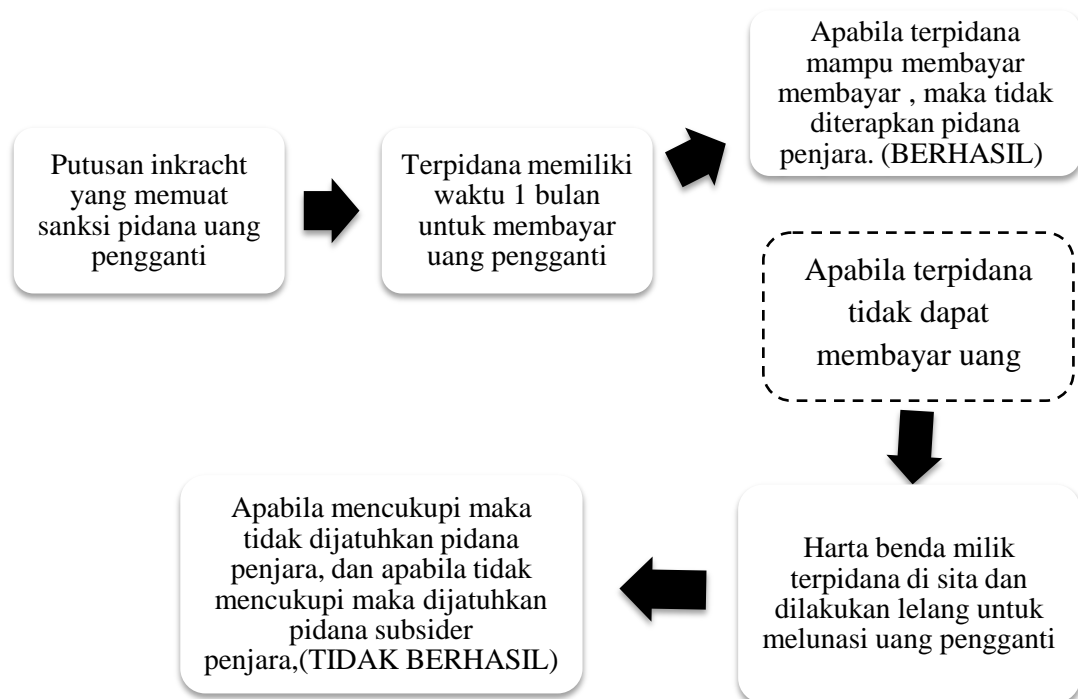 Putusan inkracht
yang memuat
sanksi pidana uang
pengganti
Terpidana memiliki
waktu 1 bulan
untuk membayar
uang pengganti
Apabila terpidana
mampu membayar
membayar , maka tidak
diterapkan pidana
penjara. (BERHASIL)
Apabila terpidana
tidak dapat
membayar uang
Harta benda milik
terpidana di sita dan
dilakukan lelang untuk
melunasi uang pengganti
Apabila mencukupi maka
tidak dijatuhkan pidana
penjara, dan apabila tidak
mencukupi maka dijatuhkan
pidana subsider
penjara,(TIDAK BERHASIL)